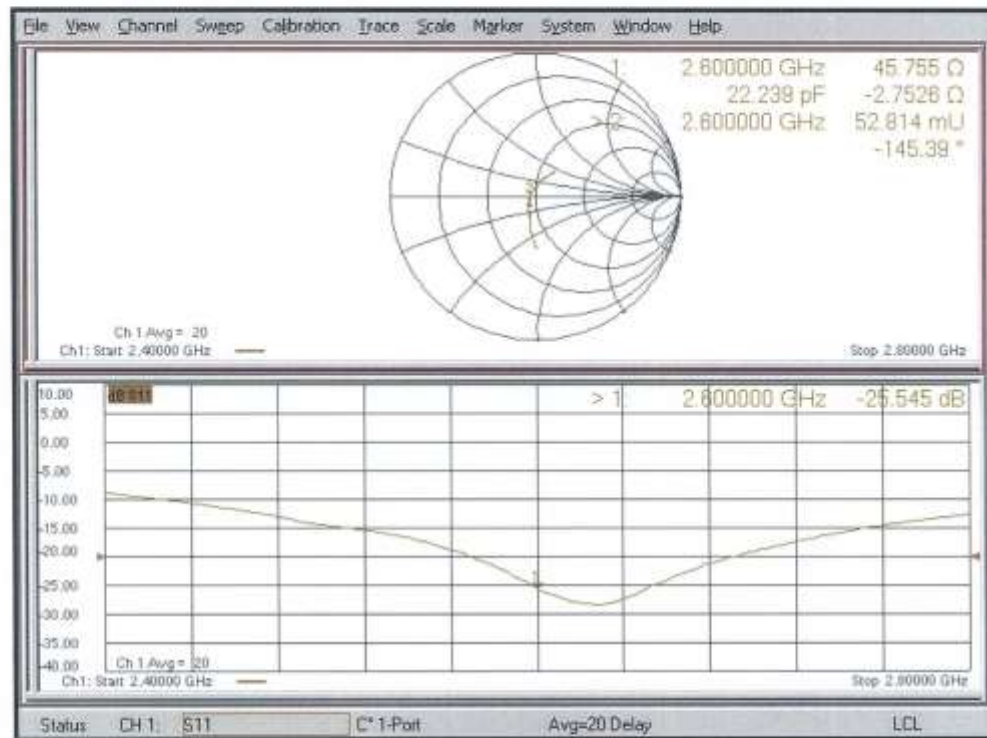 File View Channel Sweep Calibration Trace Scale Marker System Window Help
1: 2.600000 GHz 45.755 Ω
22.239 pF -2.7526 Ω
> 2: 2.600000 GHz 52.814 mU
-145.39 °
Ch 1 Avg = 20
Ch1: Start 2.40000 GHz Stop 2.80000 GHz
10.00 dB S11 > 1: 2.600000 GHz -25.545 dB
5.00
0.00
-5.00
-10.00
-15.00
-20.00
-25.00
-30.00
-35.00
-40.00 Ch 1 Avg = 20
Ch1: Start 2.40000 GHz Stop 2.80000 GHz
Status CH 1: S11 C* 1-Port Avg=20 Delay LCL